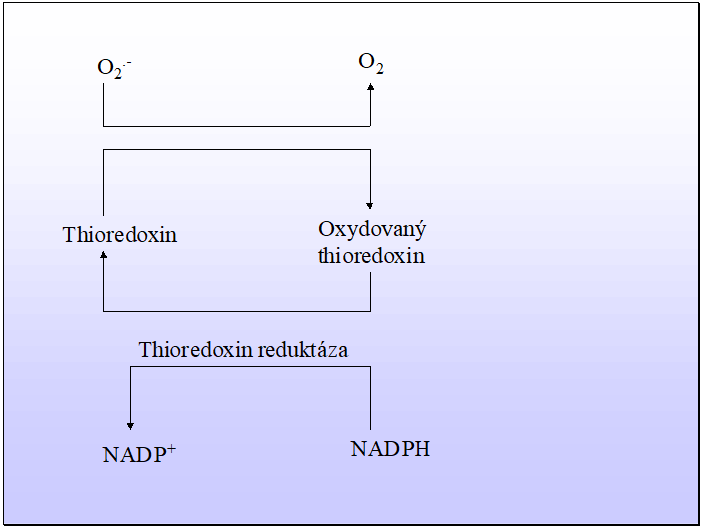 O₂·⁻
O₂
Thioredoxin
Oxydovaný
thioredoxin
Thioredoxin reduktáza
NADP⁺
NADPH